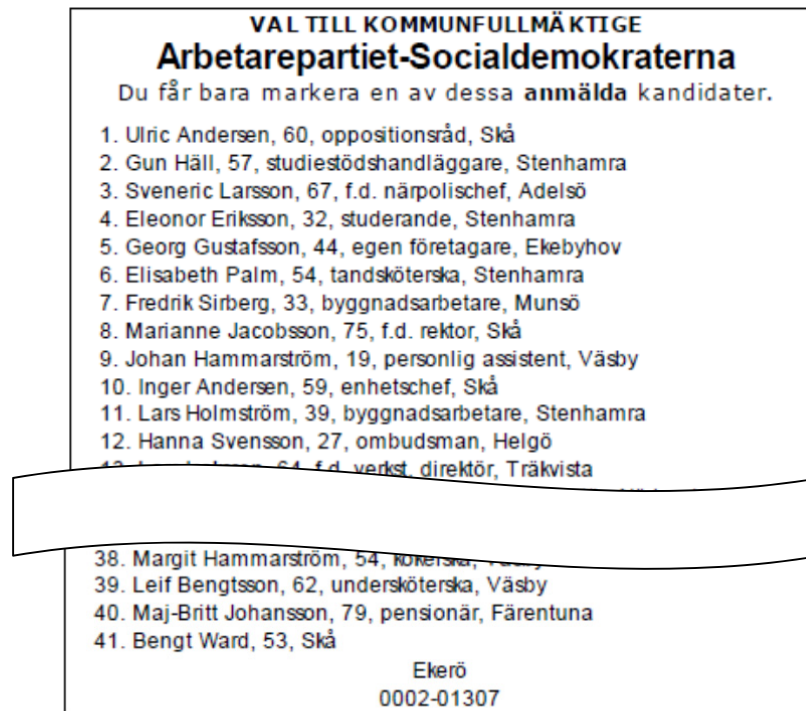 VAL TILL KOMMUNFULLMÄKTIGE
Arbetarepartiet-Socialdemokraterna
Du får bara markera en av dessa anmälda kandidater.
1. Ulric Andersen, 60, oppositionsråd, Skå
2. Gun Häll, 57, studiestödshandläggare, Stenhamra
3. Sveneric Larsson, 67, f.d. närpolischef, Adelsö
4. Eleonor Eriksson, 32, studerande, Stenhamra
5. Georg Gustafsson, 44, egen företagare, Ekebyhov
6. Elisabeth Palm, 54, tandsköterska, Stenhamra
7. Fredrik Sirberg, 33, byggnadsarbetare, Munsö
8. Marianne Jacobsson, 75, f.d. rektor, Skå
9. Johan Hammarström, 19, personlig assistent, Väsby
10. Inger Andersen, 59, enhetschef, Skå
11. Lars Holmström, 39, byggnadsarbetare, Stenhamra
12. Hanna Svensson, 27, ombudsman, Helgö
64, f.d. verkst. direktör, Träkvista
38. Margit Hammarström, 54, kokerska, Väsby
39. Leif Bengtsson, 62, undersköterska, Väsby
40. Maj-Britt Johansson, 79, pensionär, Färentuna
41. Bengt Ward, 53, Skå
Ekerö
0002-01307